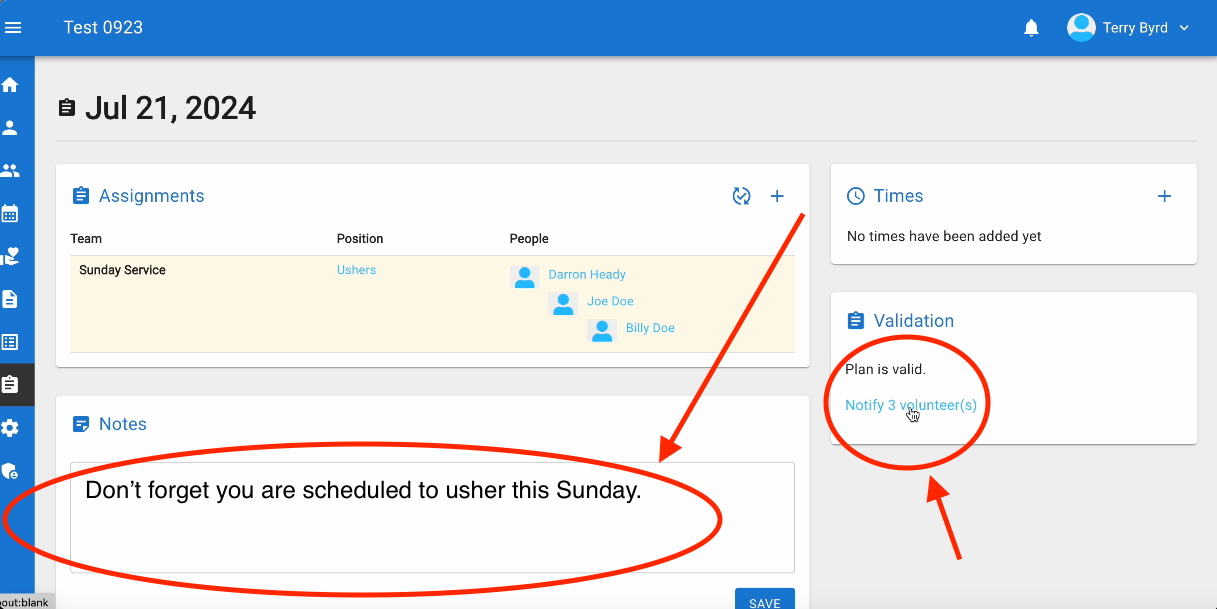 Test 0923
Terry Byrd
Jul 21, 2024
Assignments
Team Position People
Sunday Service Ushers Darron Heady
Joe Doe
Billy Doe
Notes
Don’t forget you are scheduled to usher this Sunday.
SAVE
Times
No times have been added yet
Validation
Plan is valid.
Notify 3 volunteer(s)
out:blank